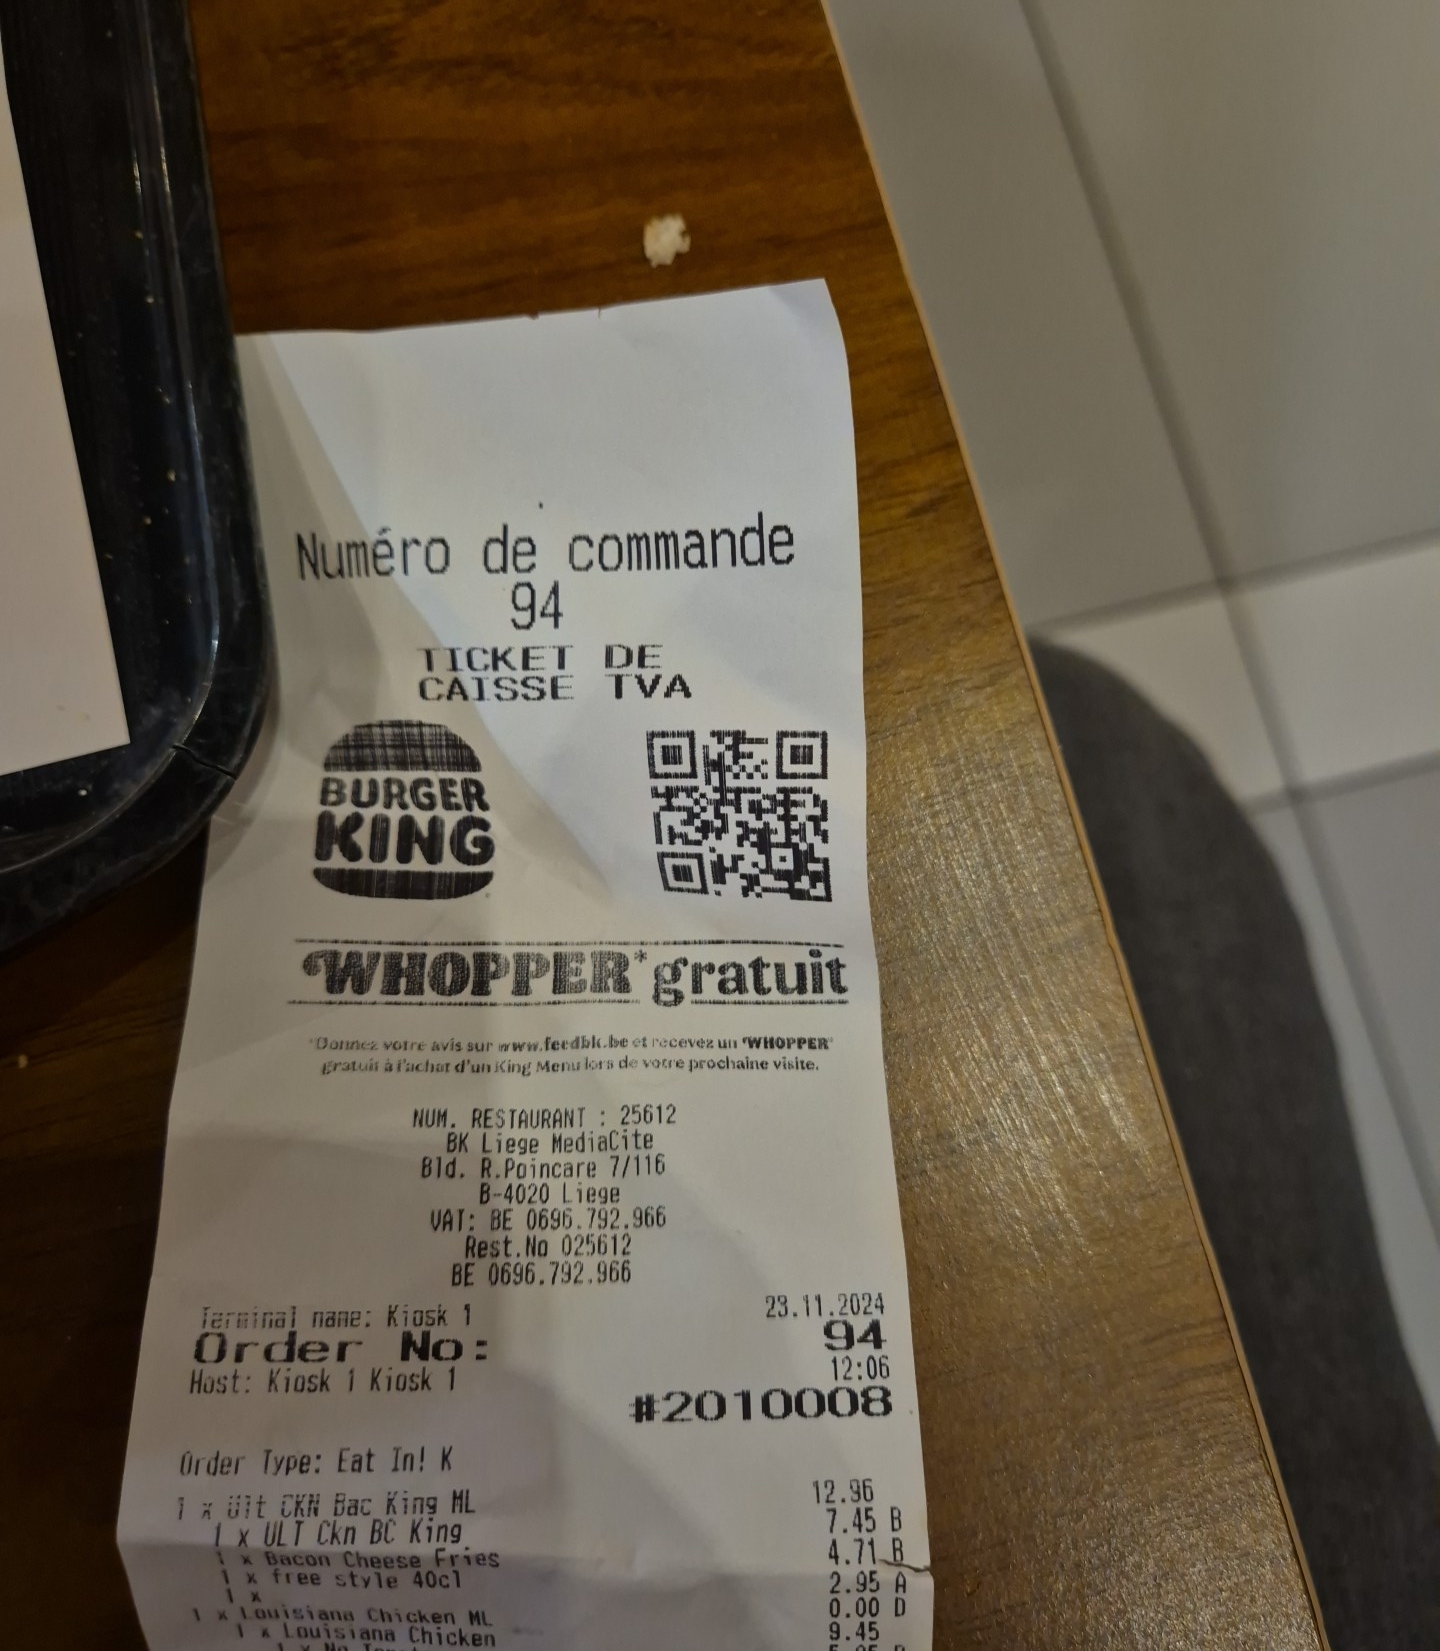 Numéro de commande
94
TICKET DE
CAISSE TVA
BURGER
KING
WHOPPER* gratuit
*Donnez votre avis sur www.feedbk.be et recevez un WHOPPER®
gratuit à l'achat d'un King Menu lors de votre prochaine visite.
NUM. RESTAURANT : 25612
BK Liege MediaCite
Bld. R.Poincare 7/116
B-4020 Liege
VAT: BE 0696.792.966
Rest.No 025612
BE 0696.792.966
Terminal name: Kiosk 1 23.11.2024
Order No: 94
Host: Kiosk 1 Kiosk 1 12:06
#2010008
Order Type: Eat In! K
1 x Ult CKN Bac King ML 12.96
1 x ULT Ckn BC King 7.45 B
1 x Bacon Cheese Fries 4.71 B
1 x free style 40cl 2.95 A
1 x 0.00 D
1 x Louisiana Chicken ML 9.45
1 x Louisiana Chicken